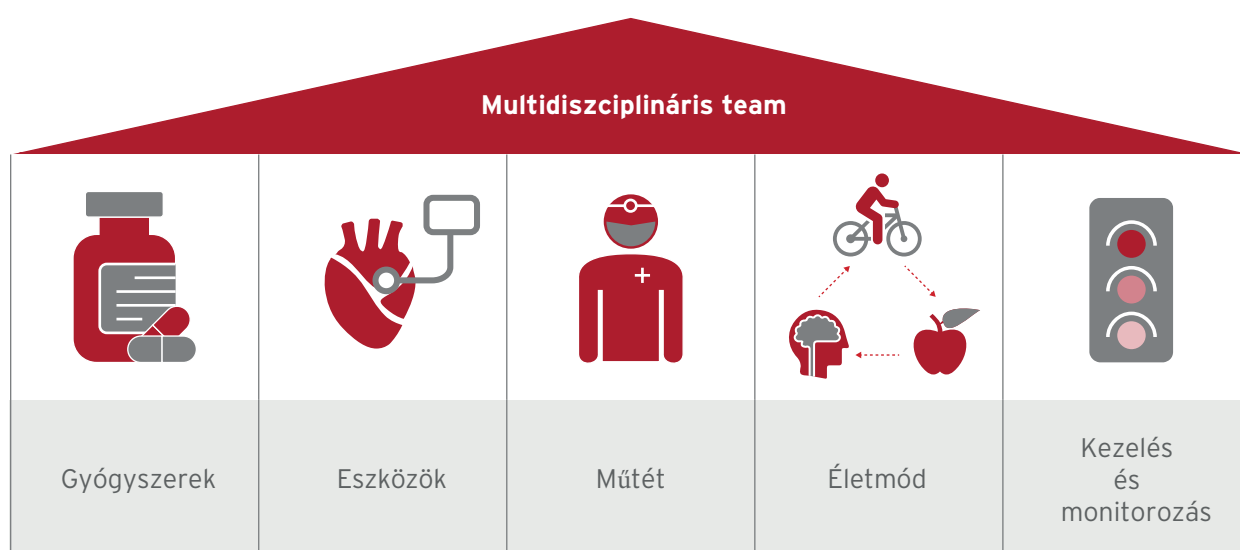 Multidiszciplináris team
Gyógyszerek
Eszközök
Műtét
Életmód
Kezelés
és
monitorozás